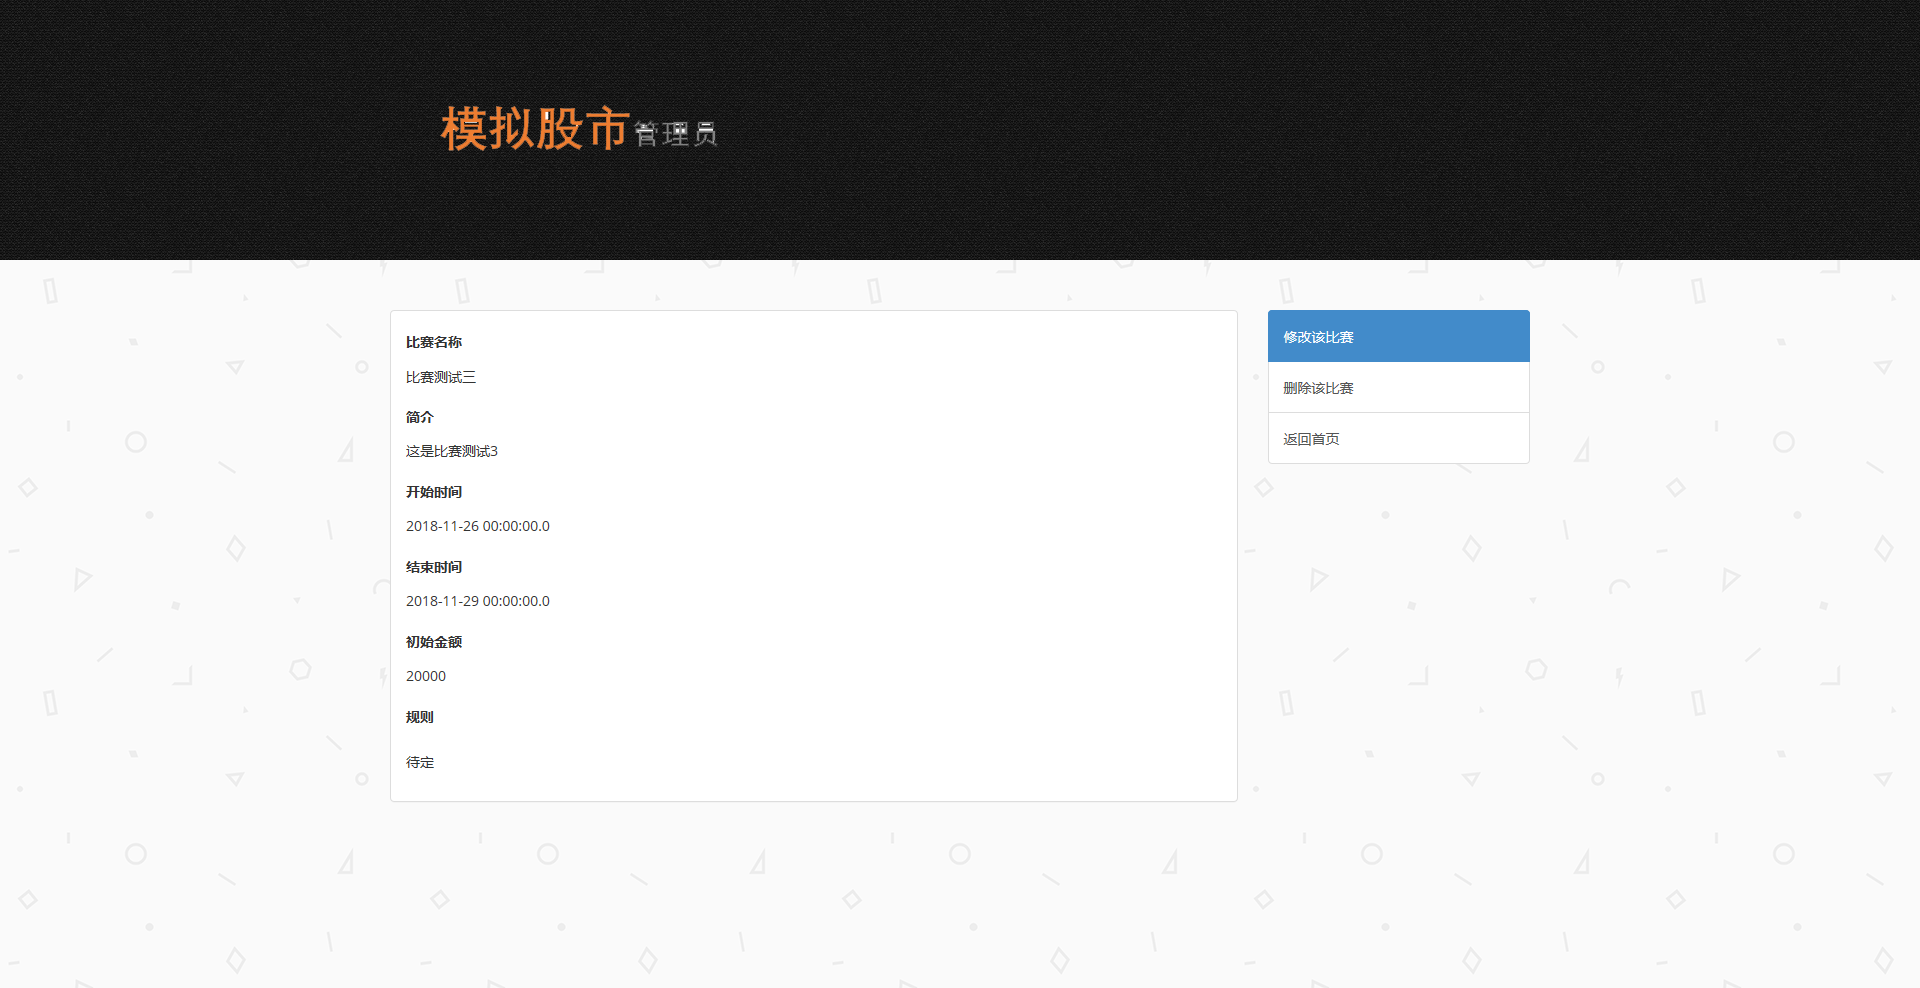 模拟股市管理员
比赛名称
比赛测试三
简介
这是比赛测试3
开始时间
2018-11-26 00:00:00.0
结束时间
2018-11-29 00:00:00.0
初始金额
20000
规则
待定
修改该比赛
删除该比赛
返回首页